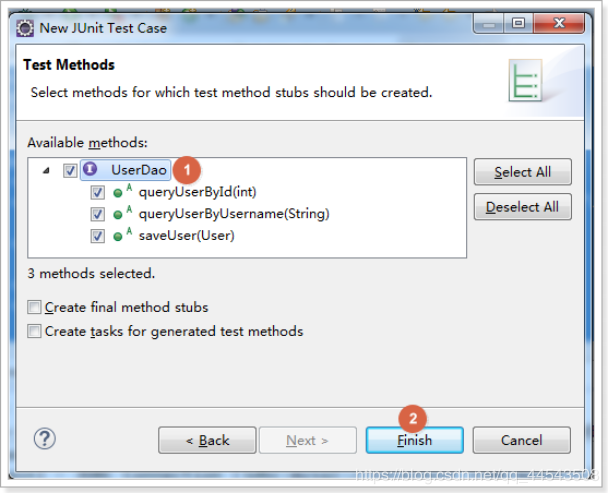 New JUnit Test Case
Test Methods
Select methods for which test method stubs should be created.
Available methods:
I UserDao 1
A queryUserById(int)
A queryUserByUsername(String)
A saveUser(User)
Select All
Deselect All
3 methods selected.
Create final method stubs
Create tasks for generated test methods
2
? < Back Next > Finish Cancel
https://blog.csdn.net/qq_44543508